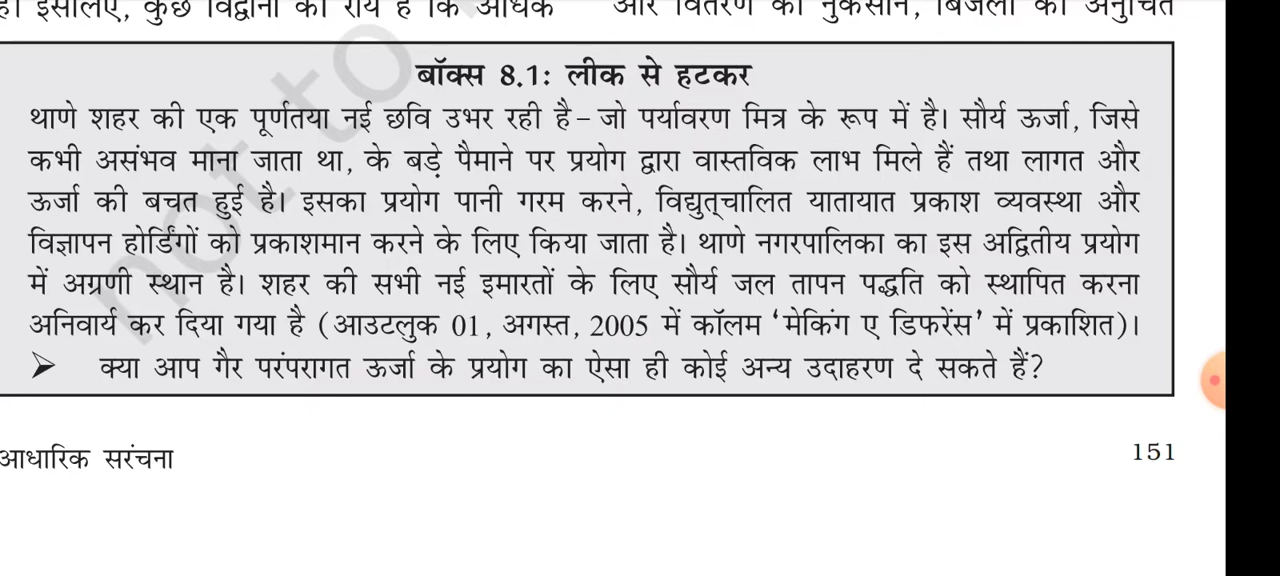 है। इसलिए, कुछ विद्वानों की राय है कि अधिक और वितरण का नुकसान, बिजली की अनुचित
बॉक्स 8.1: लीक से हटकर
थाणे शहर की एक पूर्णतया नई छवि उभर रही है – जो पर्यावरण मित्र के रूप में है। सौर्य ऊर्जा, जिसे
कभी असंभव माना जाता था, के बड़े पैमाने पर प्रयोग द्वारा वास्तविक लाभ मिले हैं तथा लागत और
ऊर्जा की बचत हुई है। इसका प्रयोग पानी गरम करने, विद्युत्चालित यातायात प्रकाश व्यवस्था और
विज्ञापन होर्डिंगों को प्रकाशमान करने के लिए किया जाता है। थाणे नगरपालिका का इस अद्वितीय प्रयोग
में अग्रणी स्थान है। शहर की सभी नई इमारतों के लिए सौर्य जल तापन पद्धति को स्थापित करना
अनिवार्य कर दिया गया है (आउटलुक 01, अगस्त, 2005 में कॉलम ‘मेकिंग ए डिफरेंस’ में प्रकाशित)।
➢ क्या आप गैर परंपरागत ऊर्जा के प्रयोग का ऐसा ही कोई अन्य उदाहरण दे सकते हैं?
आधारिक सरंचना 151
not to